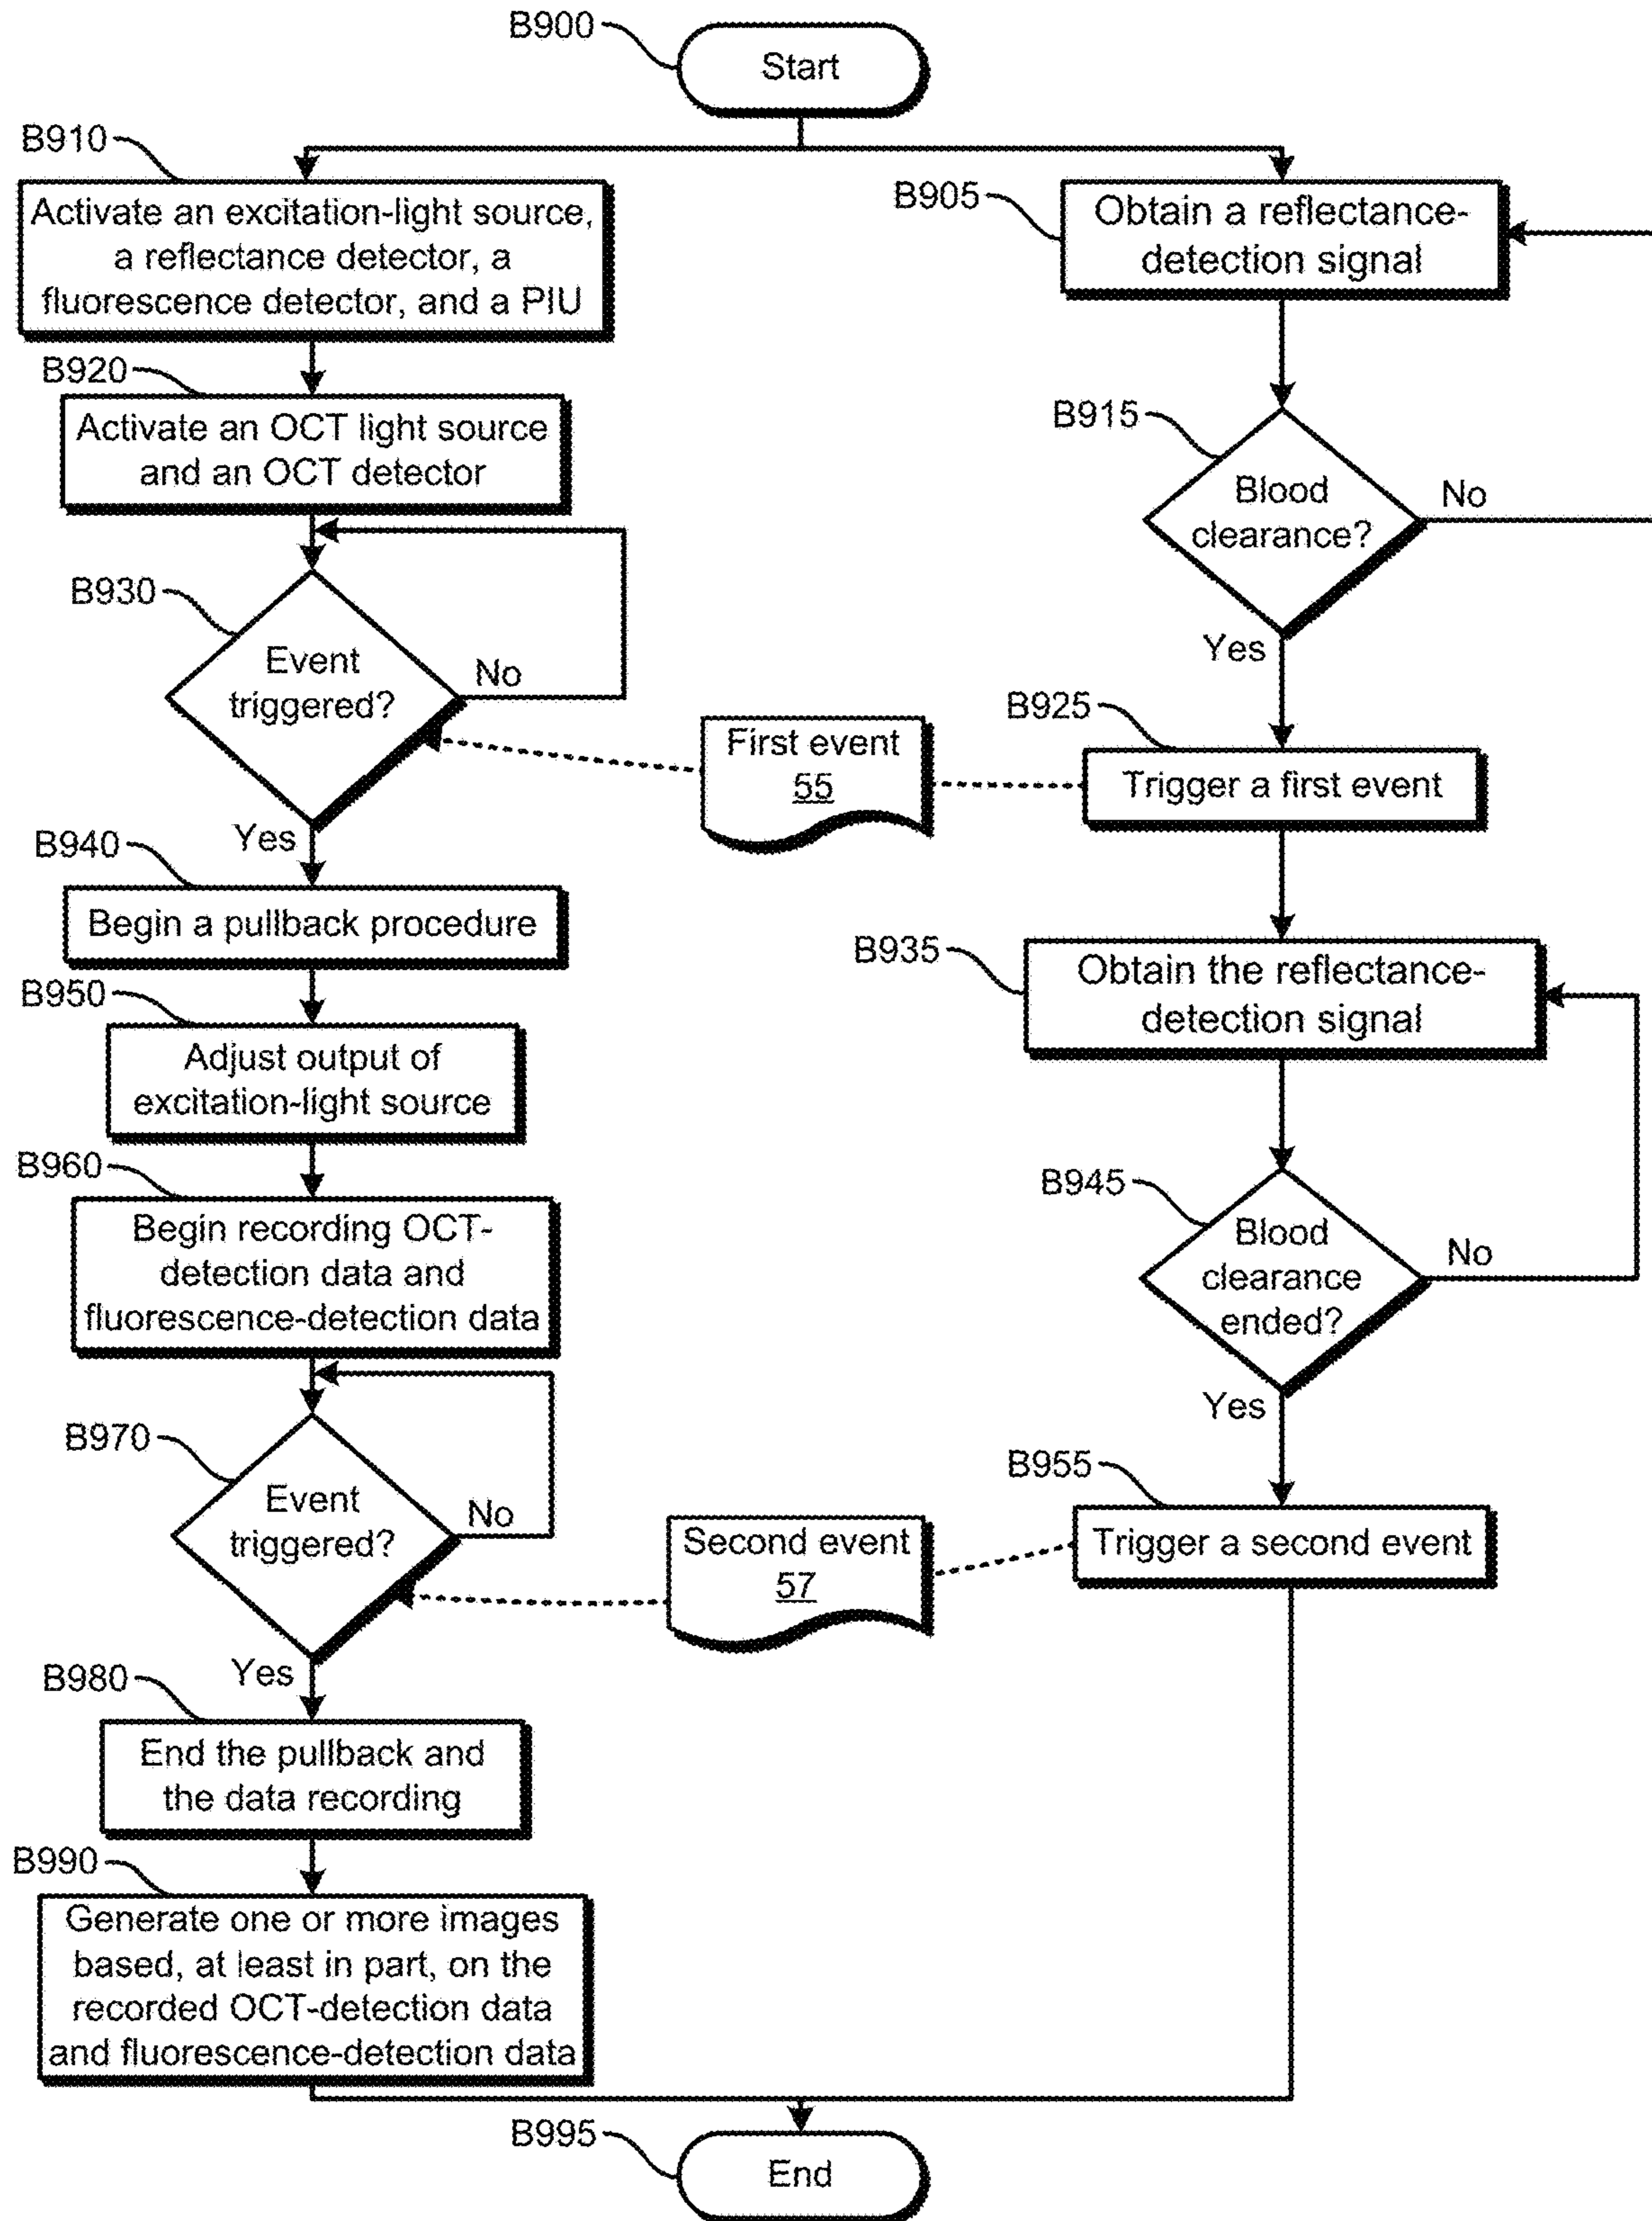 B900
Start
B910
Activate an excitation-light source,
a reflectance detector, a
fluorescence detector, and a PIU
B905
Obtain a reflectance-
detection signal
B920
Activate an OCT light source
and an OCT detector
B915
Blood
clearance?
No
Yes
B930
Event
triggered?
No
Yes
First event
55
B925
Trigger a first event
B940
Begin a pullback procedure
B935
Obtain the reflectance-
detection signal
B950
Adjust output of
excitation-light source
B960
Begin recording OCT-
detection data and
fluorescence-detection data
B945
Blood
clearance
ended?
No
Yes
B970
Event
triggered?
No
Yes
Second event
57
B955
Trigger a second event
B980
End the pullback and
the data recording
B990
Generate one or more images
based, at least in part, on the
recorded OCT-detection data
and fluorescence-detection data
B995
End